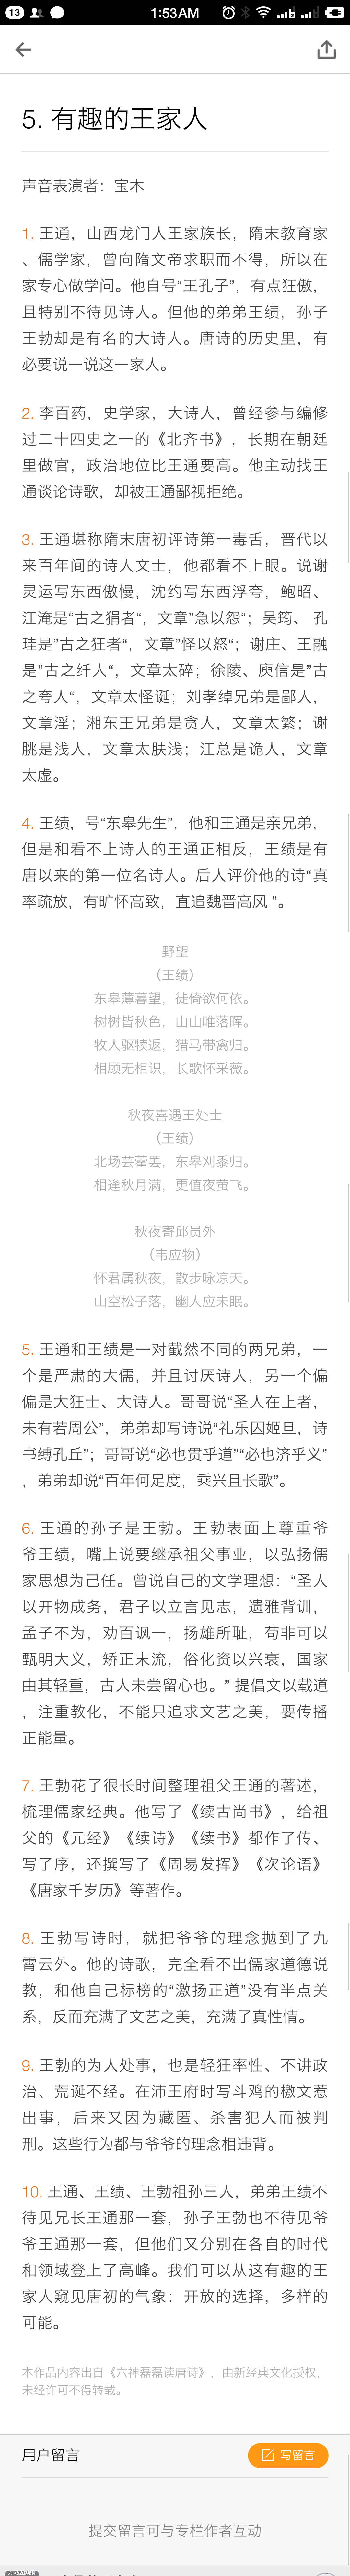 13
1:53AM
5. 有趣的王家人
声音表演者：宝木
1. 王通，山西龙门人王家族长，隋末教育家
、儒学家，曾向隋文帝求职而不得，所以在
家专心做学问。他自号“王孔子”，有点狂傲，
且特别不待见诗人。但他的弟弟王绩，孙子
王勃却是有名的大诗人。唐诗的历史里，有
必要说一说这一家人。
2. 李百药，史学家，大诗人，曾经参与编修
过二十四史之一的《北齐书》，长期在朝廷
里做官，政治地位比王通要高。他主动找王
通谈论诗歌，却被王通鄙视拒绝。
3. 王通堪称隋末唐初评诗第一毒舌，晋代以
来百年间的诗人文士，他都看不上眼。说谢
灵运写东西傲慢，沈约写东西浮夸，鲍昭、
江淹是“古之狷者“，文章”急以怨“；吴筠、孔
珪是”古之狂者“，文章”怪以怒“；谢庄、王融
是”古之纤人“，文章太碎；徐陵、庾信是”古
之夸人“，文章太怪诞；刘孝绰兄弟是鄙人，
文章淫；湘东王兄弟是贪人，文章太繁；谢
朓是浅人，文章太肤浅；江总是诡人，文章
太虚。
4. 王绩，号“东皋先生”，他和王通是亲兄弟，
但是和看不上诗人的王通正相反，王绩是有
唐以来的第一位名诗人。后人评价他的诗“真
率疏放，有旷怀高致，直追魏晋高风 ”。
野望
（王绩）
东皋薄暮望，徙倚欲何依。
树树皆秋色，山山唯落晖。
牧人驱犊返，猎马带禽归。
相顾无相识，长歌怀采薇。
秋夜喜遇王处士
（王绩）
北场芸藿罢，东皋刈黍归。
相逢秋月满，更值夜萤飞。
秋夜寄邱员外
（韦应物）
怀君属秋夜，散步咏凉天。
山空松子落，幽人应未眠。
5. 王通和王绩是一对截然不同的两兄弟，一
个是严肃的大儒，并且讨厌诗人，另一个偏
偏是大狂士、大诗人。哥哥说“圣人在上者，
未有若周公”，弟弟却写诗说“礼乐囚姬旦，诗
书缚孔丘”；哥哥说“必也贯乎道”“必也济乎义”
，弟弟却说“百年何足度，乘兴且长歌”。
6. 王通的孙子是王勃。王勃表面上尊重爷
爷王绩，嘴上说要继承祖父事业，以弘扬儒
家思想为己任。曾说自己的文学理想：“圣人
以开物成务，君子以立言见志，遗雅背训，
孟子不为，劝百讽一，扬雄所耻，苟非可以
甄明大义，矫正末流，俗化资以兴衰，国家
由其轻重，古人未尝留心也。” 提倡文以载道
，注重教化，不能只追求文艺之美，要传播
正能量。
7. 王勃花了很长时间整理祖父王通的著述，
梳理儒家经典。他写了《续古尚书》，给祖
父的《元经》《续诗》《续书》都作了传、
写了序，还撰写了《周易发挥》《次论语》
《唐家千岁历》等著作。
8. 王勃写诗时，就把爷爷的理念抛到了九
霄云外。他的诗歌，完全看不出儒家道德说
教，和他自己标榜的“激扬正道”没有半点关
系，反而充满了文艺之美，充满了真性情。
9. 王勃的为人处事，也是轻狂率性、不讲政
治、荒诞不经。在沛王府时写斗鸡的檄文惹
出事，后来又因为藏匿、杀害犯人而被判
刑。这些行为都与爷爷的理念相违背。
10. 王通、王绩、王勃祖孙三人，弟弟王绩不
待见兄长王通那一套，孙子王勃也不待见爷
爷王通那一套，但他们又分别在各自的时代
和领域登上了高峰。我们可以从这有趣的王
家人窥见唐初的气象：开放的选择，多样的
可能。
本作品内容出自《六神磊磊读唐诗》，由新经典文化授权，
未经许可不得转载。
用户留言
写留言
提交留言可与专栏作者互动